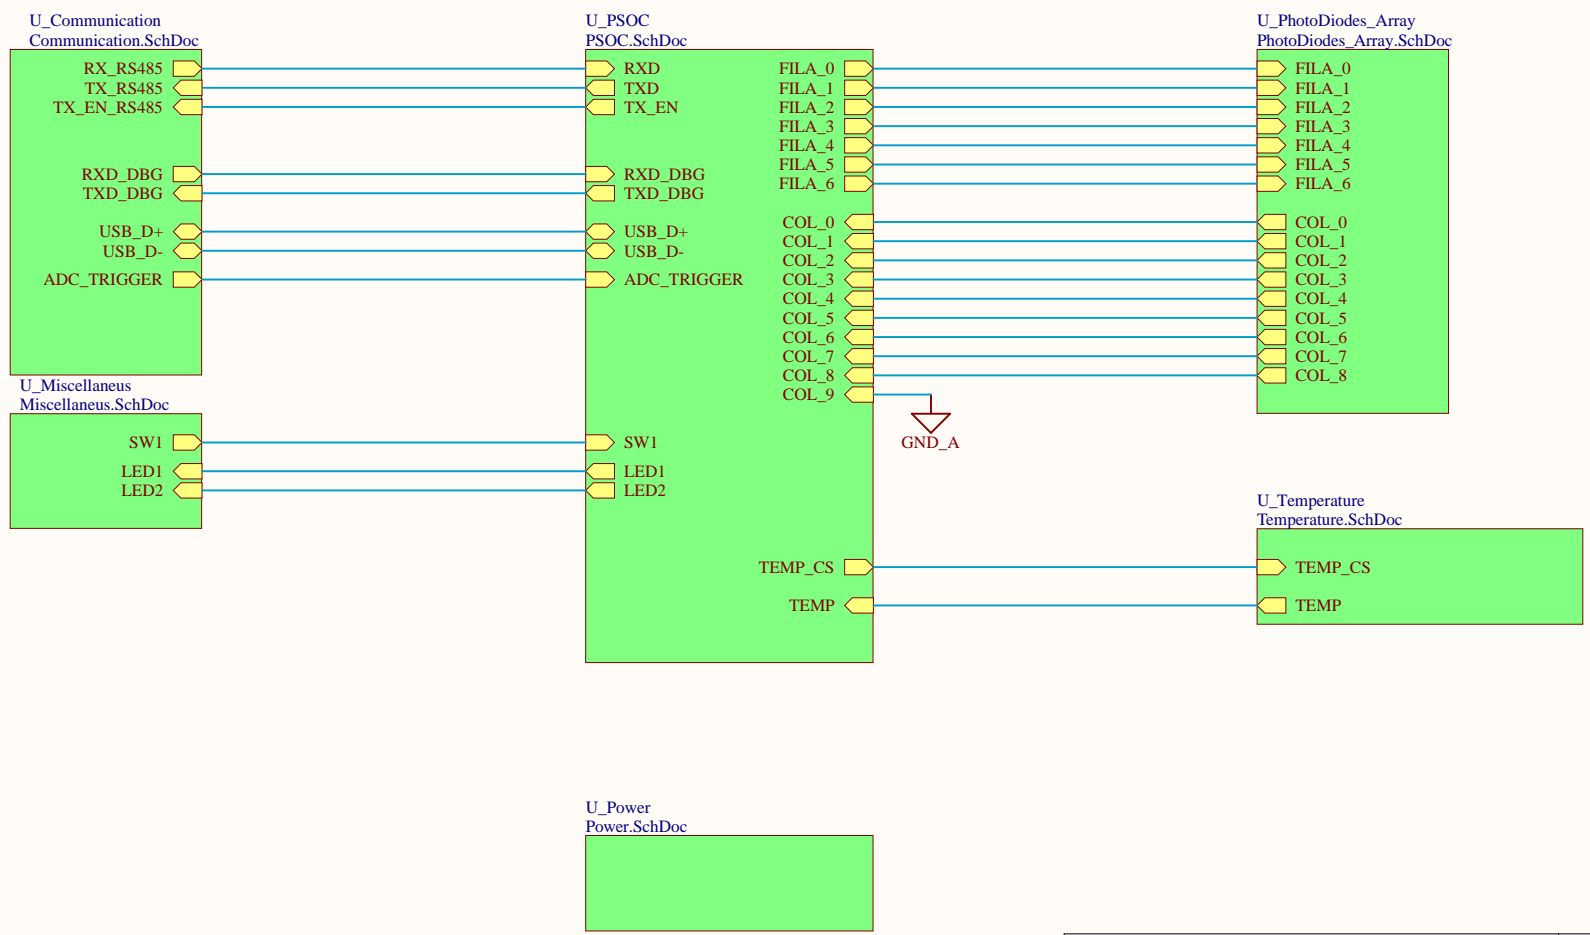 U_Communication
Communication.SchDoc
RX_RS485
TX_RS485
TX_EN_RS485
RXD_DBG
TXD_DBG
USB_D+
USB_D-
ADC_TRIGGER
U_Miscellaneus
Miscellaneus.SchDoc
SW1
LED1
LED2
U_PSOC
PSOC.SchDoc
RXD
TXD
TX_EN
RXD_DBG
TXD_DBG
USB_D+
USB_D-
ADC_TRIGGER
SW1
LED1
LED2
FILA_0
FILA_1
FILA_2
FILA_3
FILA_4
FILA_5
FILA_6
COL_0
COL_1
COL_2
COL_3
COL_4
COL_5
COL_6
COL_7
COL_8
COL_9
GND_A
TEMP_CS
TEMP
U_PhotoDiodes_Array
PhotoDiodes_Array.SchDoc
FILA_0
FILA_1
FILA_2
FILA_3
FILA_4
FILA_5
FILA_6
COL_0
COL_1
COL_2
COL_3
COL_4
COL_5
COL_6
COL_7
COL_8
U_Temperature
Temperature.SchDoc
TEMP_CS
TEMP
U_Power
Power.SchDoc